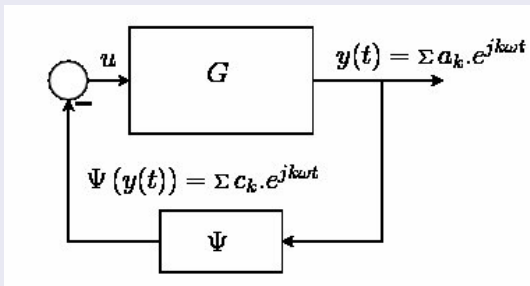 u
G
y(t) = Σ a_k.e^{jkωt}
Ψ (y(t)) = Σ c_k.e^{jkωt}
Ψ